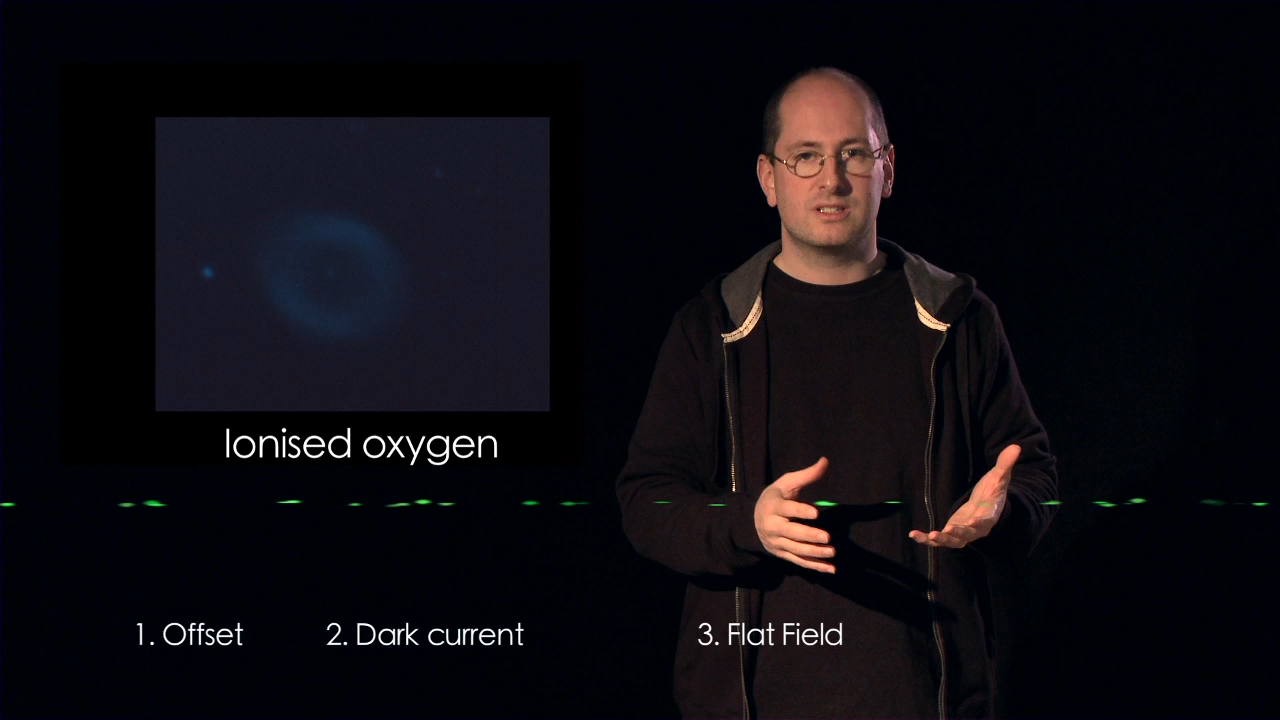 Ionised oxygen
1. Offset
2. Dark current
3. Flat Field